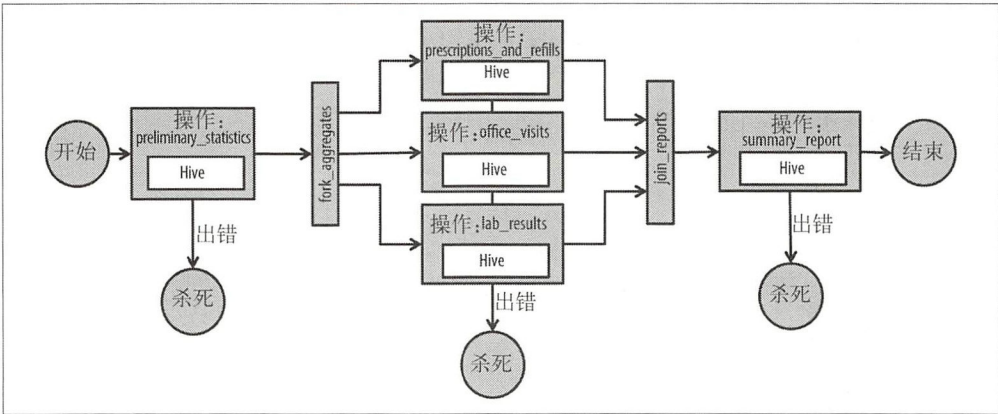 开始
操作:
preliminary_statistics
Hive
出错
杀死
fork_aggregates
操作:
prescriptions_and_refills
Hive
操作:office_visits
Hive
操作:lab_results
Hive
出错
杀死
join_reports
操作:
summary_report
Hive
出错
杀死
结束